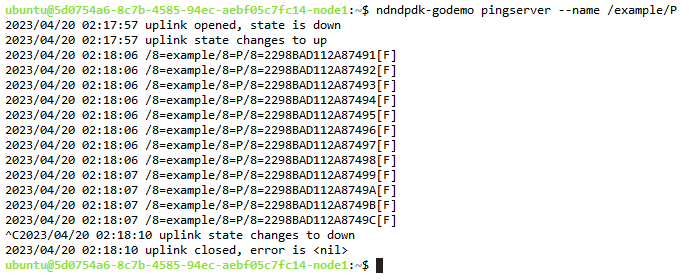 ubuntu@5d0754a6-8c7b-4585-94ec-aebf05c7fc14-node1:~$ ndndpdk-godemo pingserver --name /example/P
2023/04/20 02:17:57 uplink opened, state is down
2023/04/20 02:17:57 uplink state changes to up
2023/04/20 02:18:06 /8=example/8=P/8=2298BAD112A87491[F]
2023/04/20 02:18:06 /8=example/8=P/8=2298BAD112A87492[F]
2023/04/20 02:18:06 /8=example/8=P/8=2298BAD112A87493[F]
2023/04/20 02:18:06 /8=example/8=P/8=2298BAD112A87494[F]
2023/04/20 02:18:06 /8=example/8=P/8=2298BAD112A87495[F]
2023/04/20 02:18:06 /8=example/8=P/8=2298BAD112A87496[F]
2023/04/20 02:18:06 /8=example/8=P/8=2298BAD112A87497[F]
2023/04/20 02:18:06 /8=example/8=P/8=2298BAD112A87498[F]
2023/04/20 02:18:07 /8=example/8=P/8=2298BAD112A87499[F]
2023/04/20 02:18:07 /8=example/8=P/8=2298BAD112A8749A[F]
2023/04/20 02:18:07 /8=example/8=P/8=2298BAD112A8749B[F]
2023/04/20 02:18:07 /8=example/8=P/8=2298BAD112A8749C[F]
^C2023/04/20 02:18:10 uplink state changes to down
2023/04/20 02:18:10 uplink closed, error is <nil>
ubuntu@5d0754a6-8c7b-4585-94ec-aebf05c7fc14-node1:~$